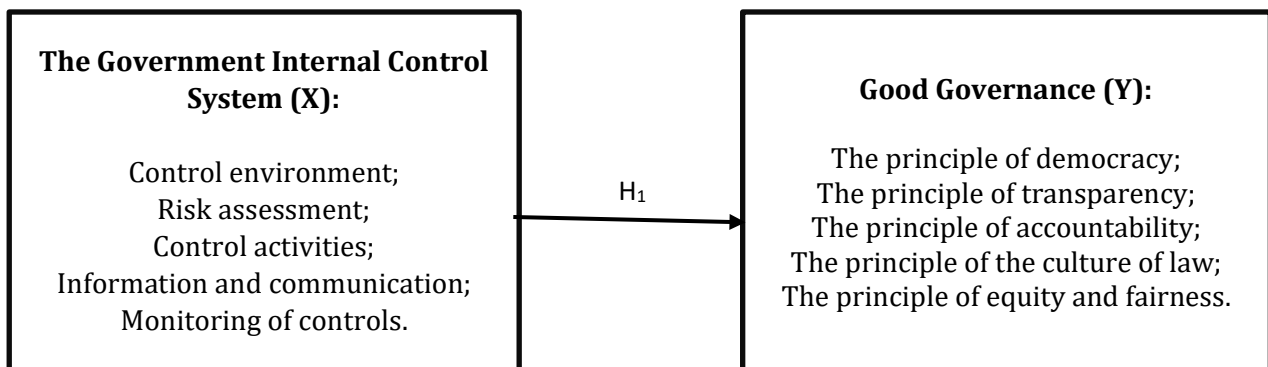 The Government Internal Control
System (X):
Control environment;
Risk assessment;
Control activities;
Information and communication;
Monitoring of controls.
H₁
Good Governance (Y):
The principle of democracy;
The principle of transparency;
The principle of accountability;
The principle of the culture of law;
The principle of equity and fairness.